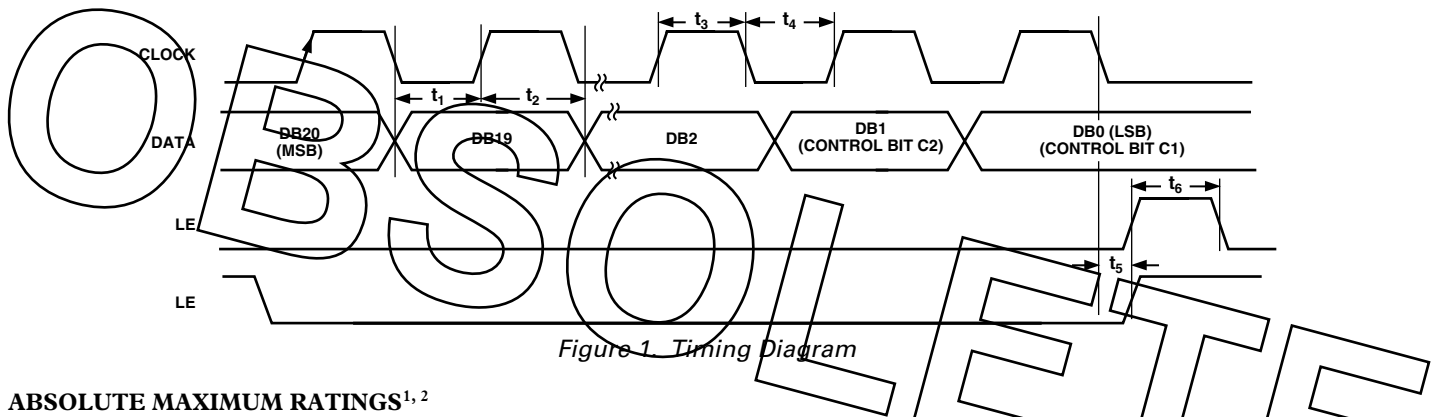 OBSOLETE
CLOCK
t3 t4
t1 t2
DATA
DB20
(MSB)
DB19
DB2
DB1
(CONTROL BIT C2)
DB0 (LSB)
(CONTROL BIT C1)
t6
LE
t5
LE
Figure 1. Timing Diagram
ABSOLUTE MAXIMUM RATINGS1, 2